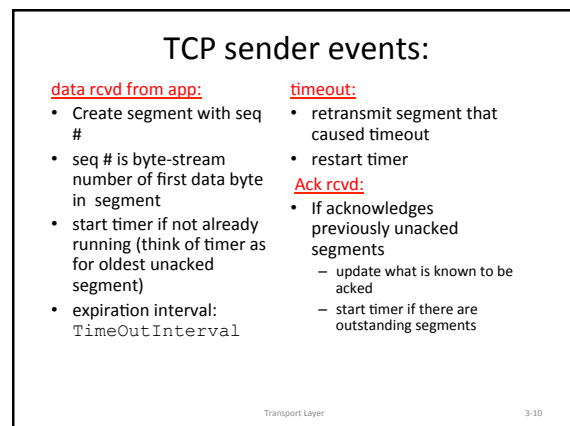 TCP sender events:
data rcvd from app:
• Create segment with seq
#
• seq # is byte-stream
number of first data byte
in segment
• start timer if not already
running (think of timer as
for oldest unacked
segment)
• expiration interval:
TimeOutInterval
timeout:
• retransmit segment that
caused timeout
• restart timer
Ack rcvd:
• If acknowledges
previously unacked
segments
– update what is known to be
acked
– start timer if there are
outstanding segments
Transport Layer
3-10